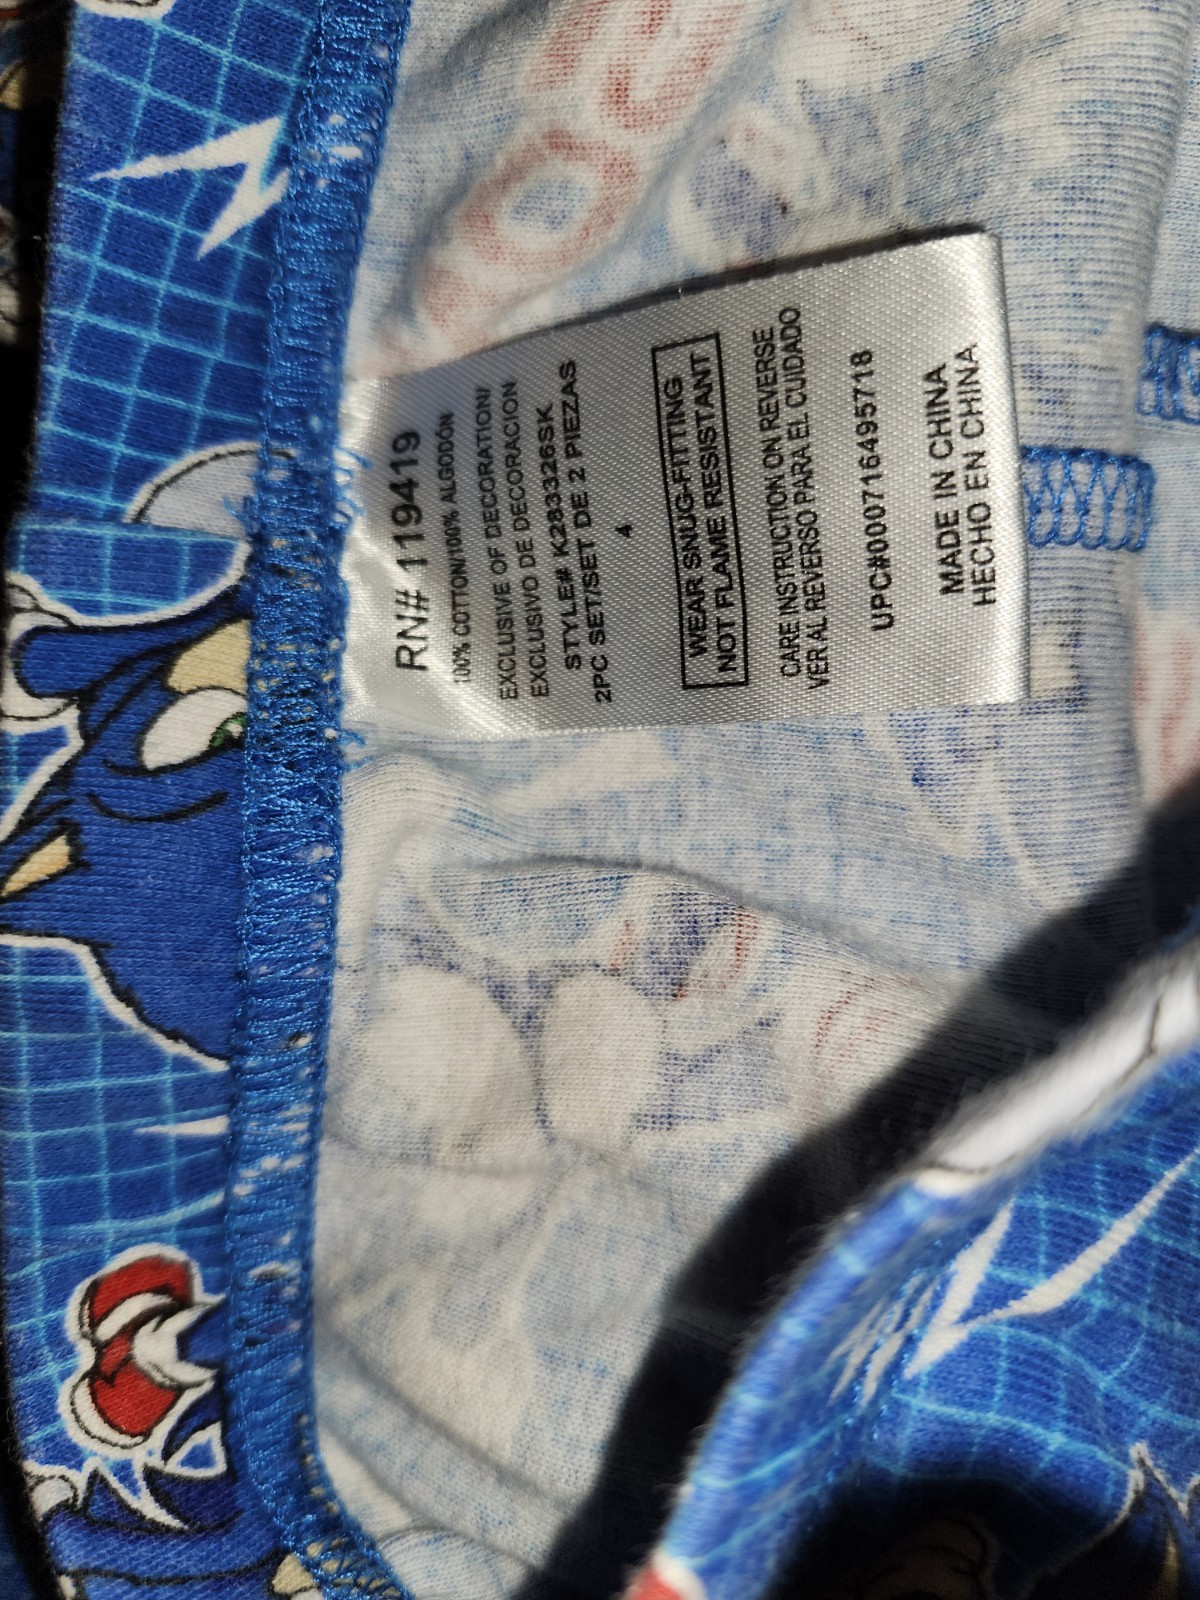 RN# 119419
100% COTTON/100% ALGODÓN
EXCLUSIVE OF DECORATION/
EXCLUSIVO DE DECORACION
STYLE# K283326SK
2PC SET/SET DE 2 PIEZAS
4
WEAR SNUG-FITTING
NOT FLAME RESISTANT
CARE INSTRUCTION ON REVERSE
VER AL REVERSO PARA EL CUIDADO
UPC#000716495718
MADE IN CHINA
HECHO EN CHINA